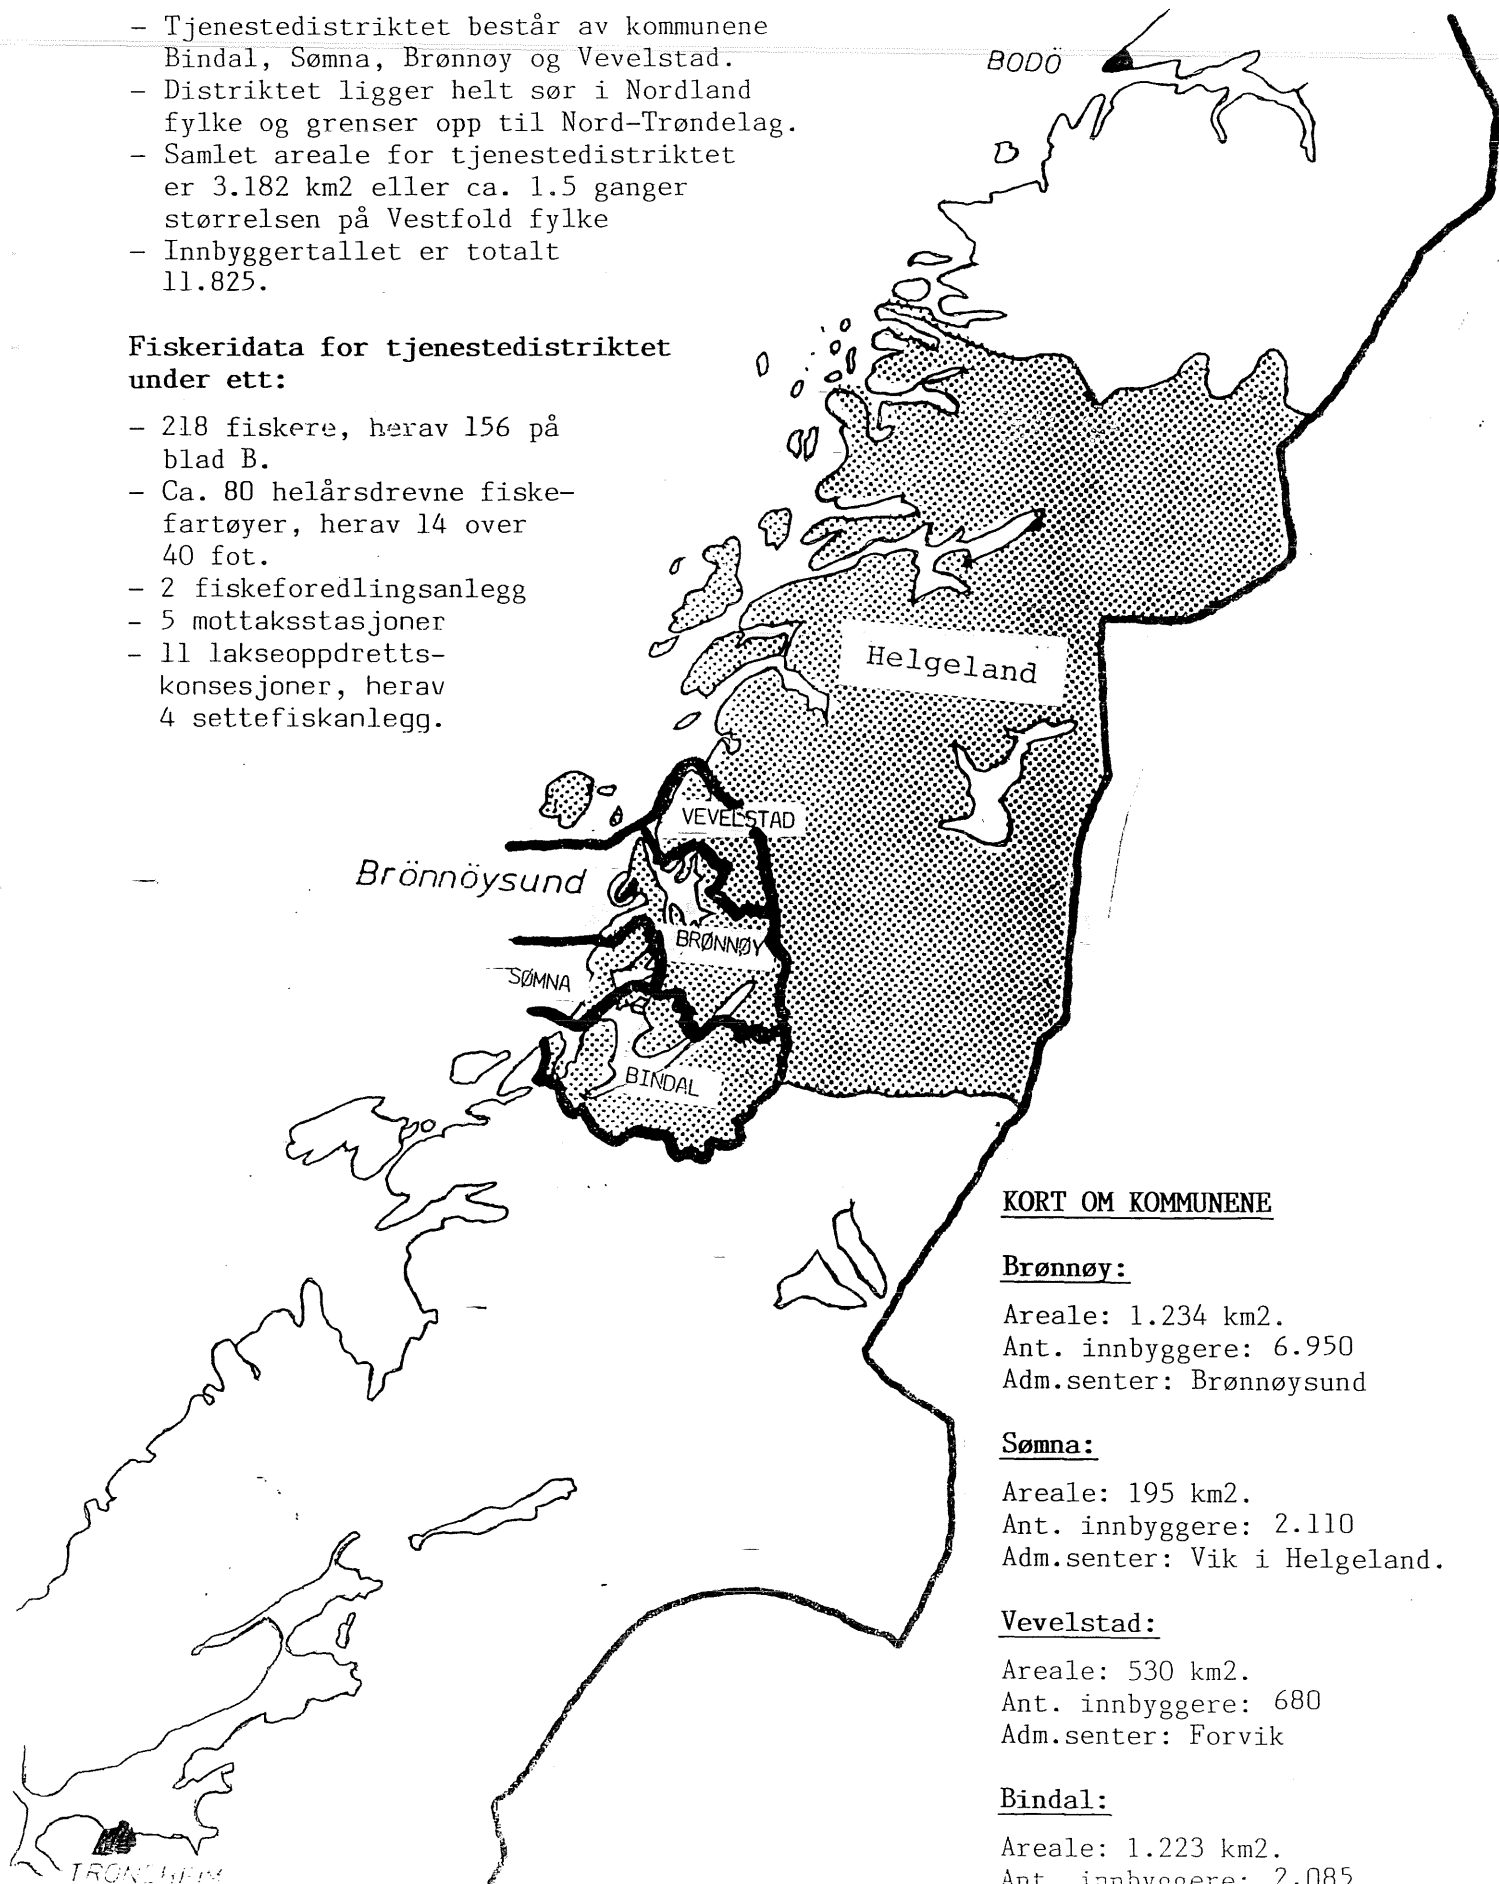 - Tjenestedistriktet består av kommunene
Bindal, Sømna, Brønnøy og Vevelstad.
- Distriktet ligger helt sør i Nordland
fylke og grenser opp til Nord-Trøndelag.
- Samlet areale for tjenestedistriktet
er 3.182 km2 eller ca. 1.5 ganger
størrelsen på Vestfold fylke
- Innbyggertallet er totalt
11.825.
Fiskeridata for tjenestedistriktet
under ett:
- 218 fiskere, herav 156 på
blad B.
- Ca. 80 helårsdrevne fiske-
fartøyer, herav 14 over
40 fot.
- 2 fiskeforedlingsanlegg
- 5 mottaksstasjoner
- 11 lakseoppdretts-
konsesjoner, herav
4 settefiskanlegg.
BODÖ
Helgeland
VEVELSTAD
Brönnöysund
BRØNNØY
SØMNA
BINDAL
KORT OM KOMMUNENE
Brønnøy:
Areale: 1.234 km2.
Ant. innbyggere: 6.950
Adm.senter: Brønnøysund
Sømna:
Areale: 195 km2.
Ant. innbyggere: 2.110
Adm.senter: Vik i Helgeland.
Vevelstad:
Areale: 530 km2.
Ant. innbyggere: 680
Adm.senter: Forvik
Bindal:
Areale: 1.223 km2.
Ant. innbyggere: 2.085